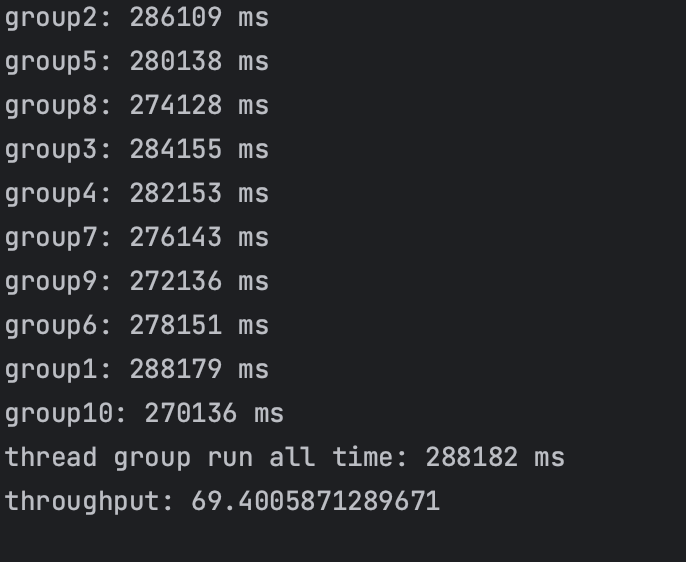 group2: 286109 ms
group5: 280138 ms
group8: 274128 ms
group3: 284155 ms
group4: 282153 ms
group7: 276143 ms
group9: 272136 ms
group6: 278151 ms
group1: 288179 ms
group10: 270136 ms
thread group run all time: 288182 ms
throughput: 69.4005871289671